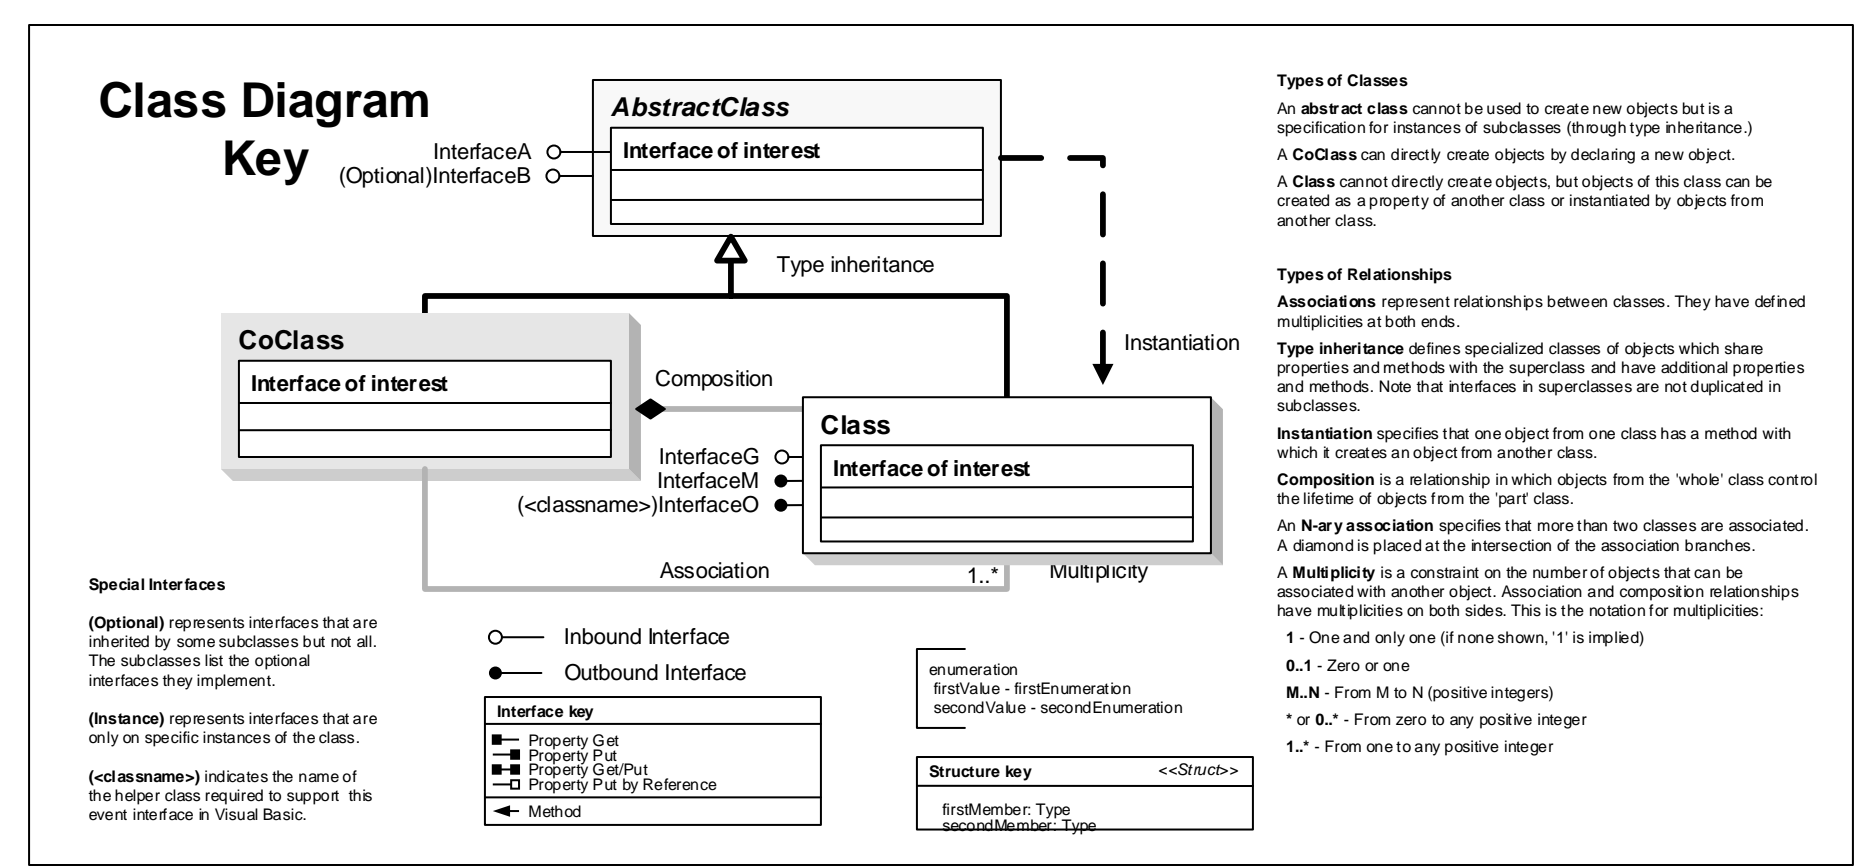 Class Diagram
Key
AbstractClass
Interface of interest
InterfaceA
(Optional)InterfaceB
Type inheritance
CoClass
Interface of interest
Composition
Instantiation
Class
Interface of interest
InterfaceG
InterfaceM
(<classname>)InterfaceO
Association
1..*
Multiplicity
Special Interfaces
(Optional) represents interfaces that are
inherited by some subclasses but not all.
The subclasses list the optional
interfaces they implement.
(Instance) represents interfaces that are
only on specific instances of the class.
(<classname>) indicates the name of
the helper class required to support this
event interface in Visual Basic.
Inbound Interface
Outbound Interface
Interface key
Property Get
Property Put
Property Get/Put
Property Put by Reference
Method
enumeration
firstValue - firstEnumeration
secondValue - secondEnumeration
Structure key <<Struct>>
firstMember: Type
secondMember: Type
Types of Classes
An abstract class cannot be used to create new objects but is a
specification for instances of subclasses (through type inheritance.)
A CoClass can directly create objects by declaring a new object.
A Class cannot directly create objects, but objects of this class can be
created as a property of another class or instantiated by objects from
another class.
Types of Relationships
Associations represent relationships between classes. They have defined
multiplicities at both ends.
Type inheritance defines specialized classes of objects which share
properties and methods with the superclass and have additional properties
and methods. Note that interfaces in superclasses are not duplicated in
subclasses.
Instantiation specifies that one object from one class has a method with
which it creates an object from another class.
Composition is a relationship in which objects from the 'whole' class control
the lifetime of objects from the 'part' class.
An N-ary association specifies that more than two classes are associated.
A diamond is placed at the intersection of the association branches.
A Multiplicity is a constraint on the number of objects that can be
associated with another object. Association and composition relationships
have multiplicities on both sides. This is the notation for multiplicities:
1 - One and only one (if none shown, '1' is implied)
0..1 - Zero or one
M..N - From M to N (positive integers)
* or 0..* - From zero to any positive integer
1..* - From one to any positive integer